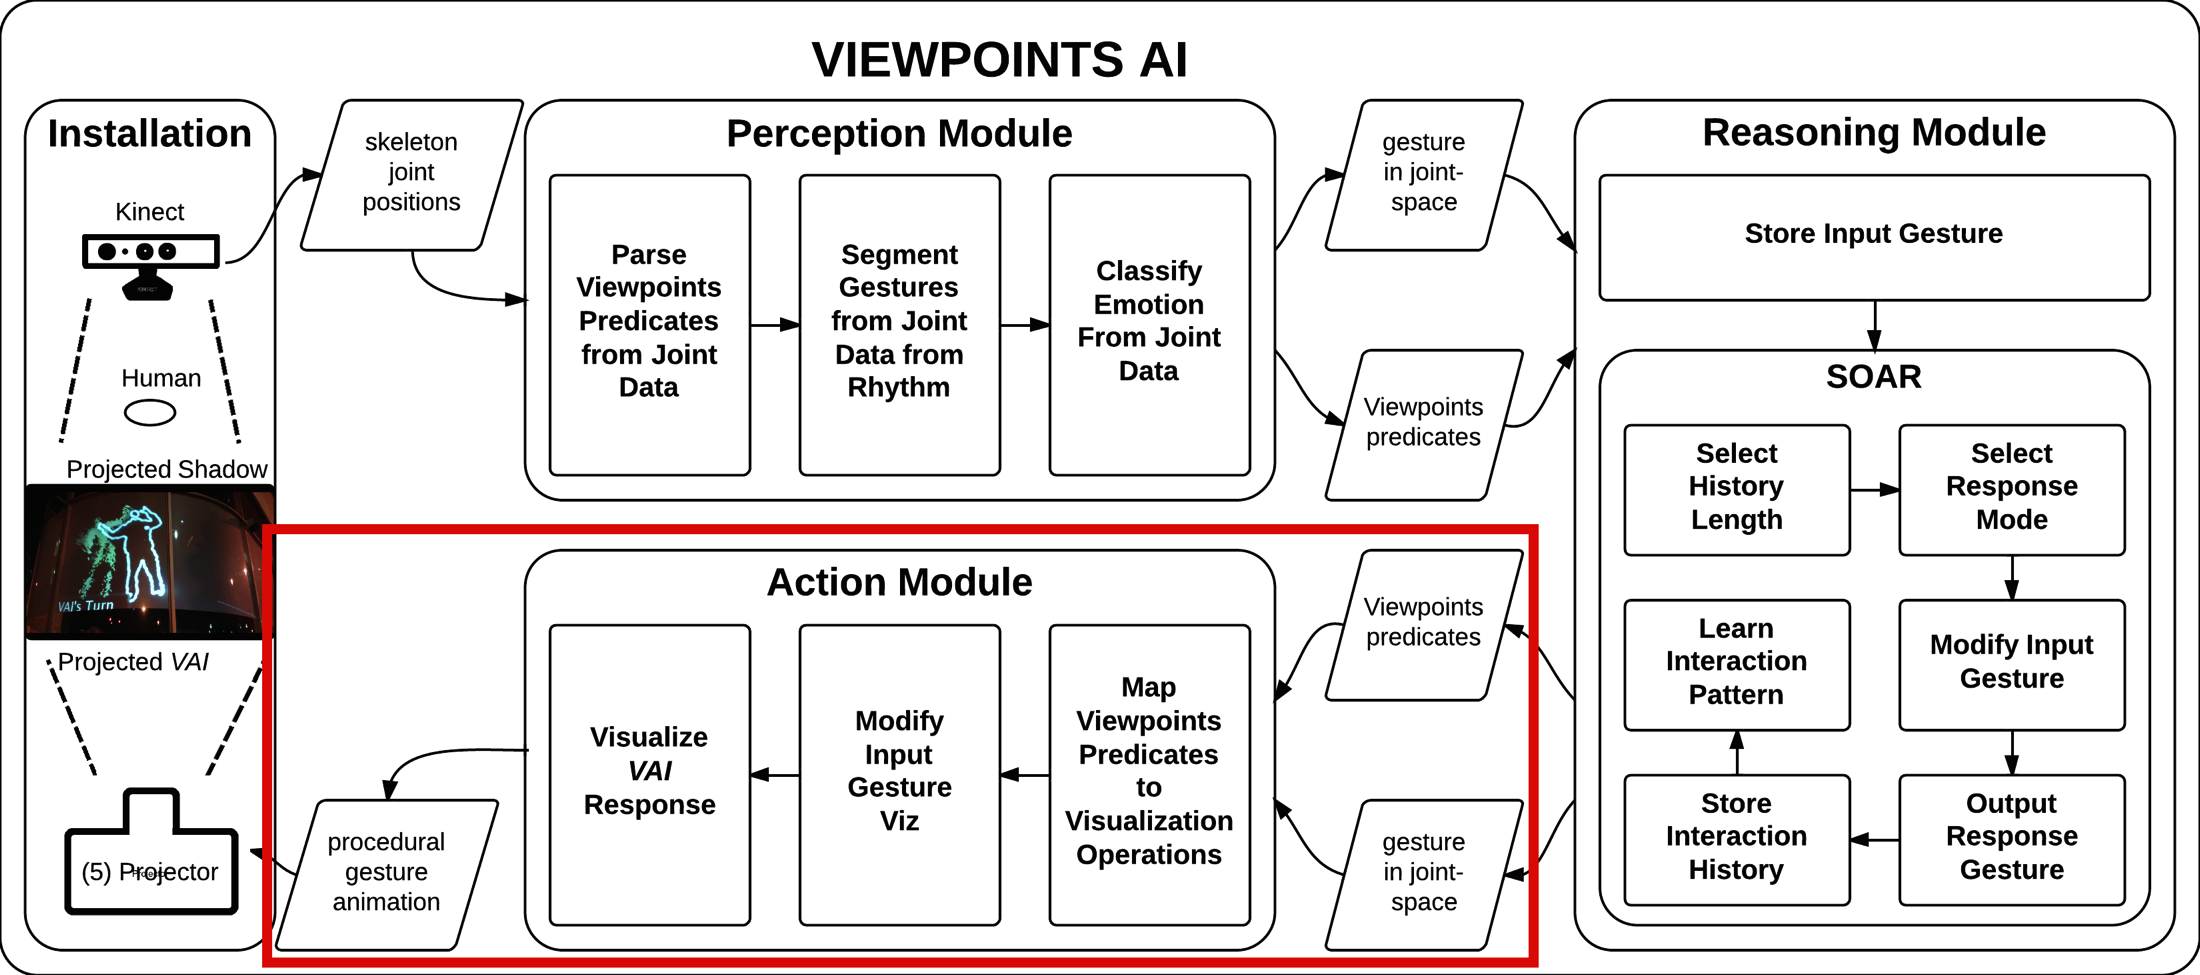 VIEWPOINTS AI
Installation
Kinect
Human
Projected Shadow
VAI's Turn
Projected VAI
(5) Projector
skeleton
joint
positions
Perception Module
Parse
Viewpoints
Predicates
from Joint
Data
Segment
Gestures
from Joint
Data from
Rhythm
Classify
Emotion
From Joint
Data
gesture
in joint-
space
Viewpoints
predicates
Reasoning Module
Store Input Gesture
SOAR
Select
History
Length
Select
Response
Mode
Modify Input
Gesture
Output
Response
Gesture
Store
Interaction
History
Learn
Interaction
Pattern
Viewpoints
predicates
gesture
in joint-
space
Action Module
Map
Viewpoints
Predicates
to
Visualization
Operations
Modify
Input
Gesture
Viz
Visualize
VAI
Response
procedural
gesture
animation